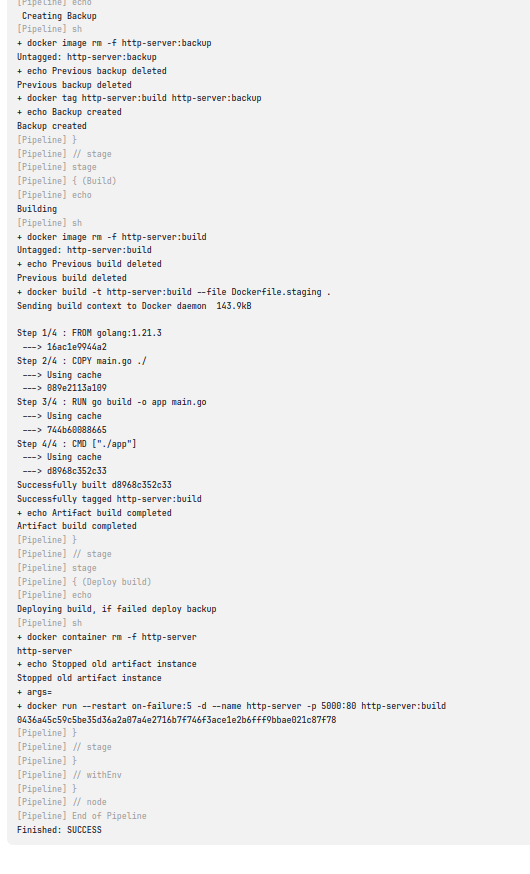 [Pipeline] echo
Creating Backup
[Pipeline] sh
+ docker image rm -f http-server:backup
Untagged: http-server:backup
+ echo Previous backup deleted
Previous backup deleted
+ docker tag http-server:build http-server:backup
+ echo Backup created
Backup created
[Pipeline] }
[Pipeline] // stage
[Pipeline] stage
[Pipeline] { (Build)
[Pipeline] echo
Building
[Pipeline] sh
+ docker image rm -f http-server:build
Untagged: http-server:build
+ echo Previous build deleted
Previous build deleted
+ docker build -t http-server:build --file Dockerfile.staging .
Sending build context to Docker daemon  143.9kB
Step 1/4 : FROM golang:1.21.3
---> 16ac1e9944a2
Step 2/4 : COPY main.go ./
---> Using cache
---> 089e2113a109
Step 3/4 : RUN go build -o app main.go
---> Using cache
---> 744b60088665
Step 4/4 : CMD ["./app"]
---> Using cache
---> d8968c352c33
Successfully built d8968c352c33
Successfully tagged http-server:build
+ echo Artifact build completed
Artifact build completed
[Pipeline] }
[Pipeline] // stage
[Pipeline] stage
[Pipeline] { (Deploy build)
[Pipeline] echo
Deploying build, if failed deploy backup
[Pipeline] sh
+ docker container rm -f http-server
http-server
+ echo Stopped old artifact instance
Stopped old artifact instance
+ args=
+ docker run --restart on-failure:5 -d --name http-server -p 5000:80 http-server:build
0436a45c59c5be35d36a2a07a4e2716b7f746f3ace1e2b6fff9bbae021c87f78
[Pipeline] }
[Pipeline] // stage
[Pipeline] }
[Pipeline] // withEnv
[Pipeline] }
[Pipeline] // node
[Pipeline] End of Pipeline
Finished: SUCCESS